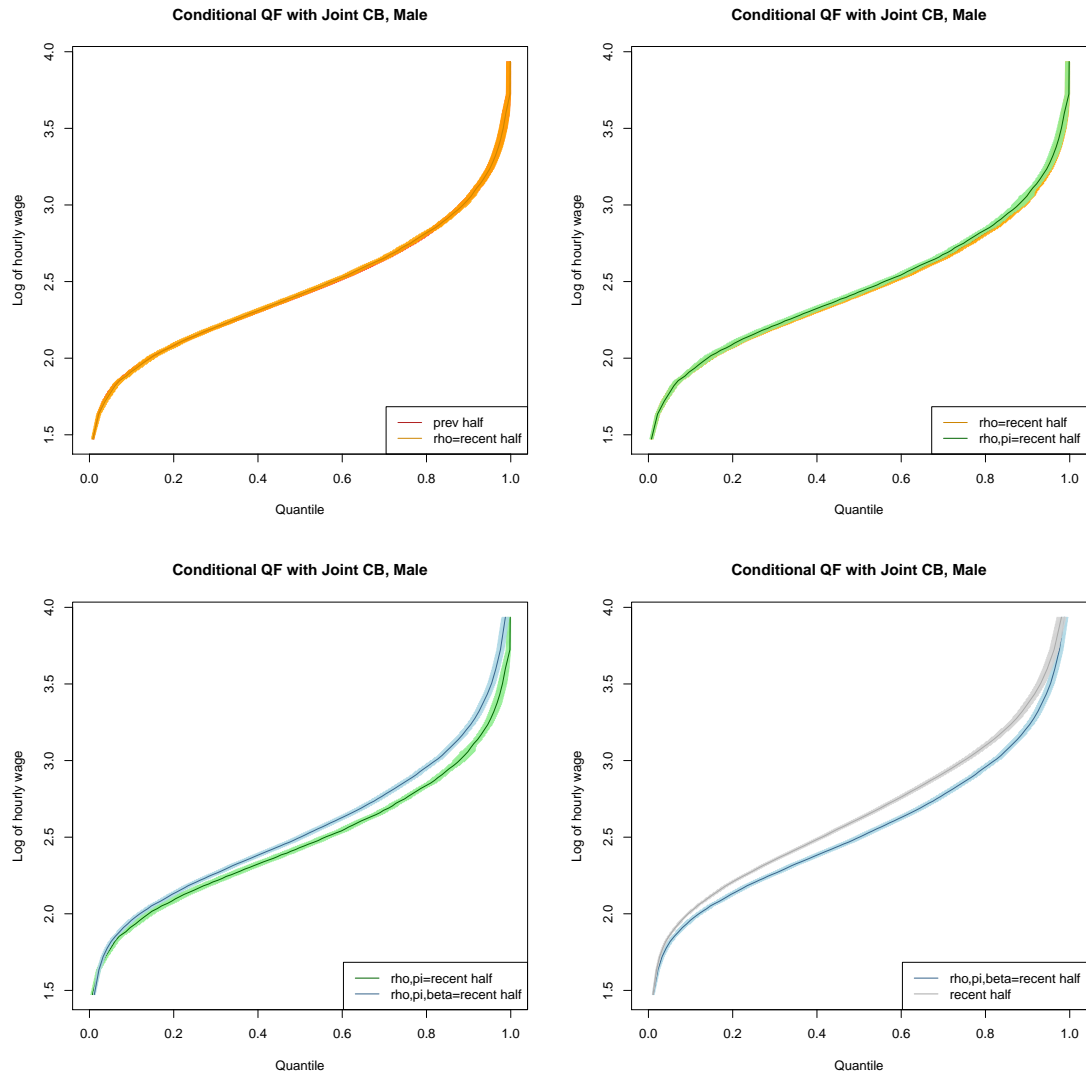 Conditional QF with Joint CB, Male
Log of hourly wage
4.0
3.5
3.0
2.5
2.0
1.5
prev half
rho=recent half
0.0 0.2 0.4 0.6 0.8 1.0
Quantile
Conditional QF with Joint CB, Male
Log of hourly wage
4.0
3.5
3.0
2.5
2.0
1.5
rho=recent half
rho,pi=recent half
0.0 0.2 0.4 0.6 0.8 1.0
Quantile
Conditional QF with Joint CB, Male
Log of hourly wage
4.0
3.5
3.0
2.5
2.0
1.5
rho,pi=recent half
rho,pi,beta=recent half
0.0 0.2 0.4 0.6 0.8 1.0
Quantile
Conditional QF with Joint CB, Male
Log of hourly wage
4.0
3.5
3.0
2.5
2.0
1.5
rho,pi,beta=recent half
recent half
0.0 0.2 0.4 0.6 0.8 1.0
Quantile